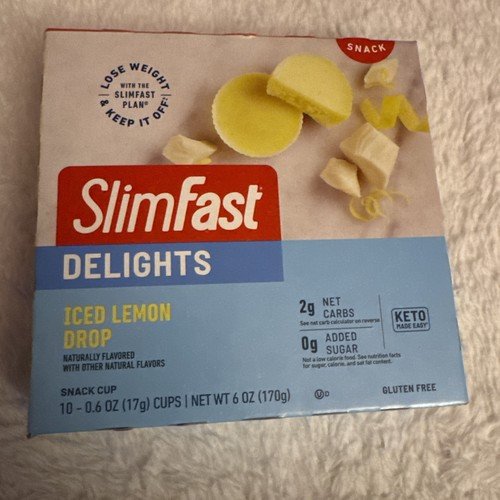 SNACK
LOSE WEIGHT
WITH THE
SLIMFAST
PLAN®
& KEEP IT OFF!
SlimFast®
DELIGHTS
ICED LEMON
DROP
NATURALLY FLAVORED
WITH OTHER NATURAL FLAVORS
2g NET
CARBS
See net carb calculator on reverse
0g ADDED
SUGAR
Not a low calorie food. See nutrition facts
for sugar, calorie, and sat fat content.
KETO
MADE EASY®
SNACK CUP
10 – 0.6 OZ (17g) CUPS | NET WT 6 OZ (170g)
GLUTEN FREE